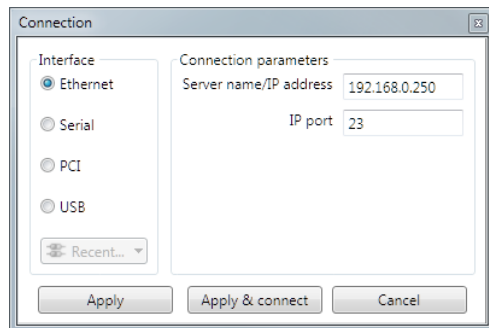 Connection
Interface
Ethernet
Serial
PCI
USB
Recent...
Connection parameters
Server name/IP address 192.168.0.250
IP port 23
Apply Apply & connect Cancel